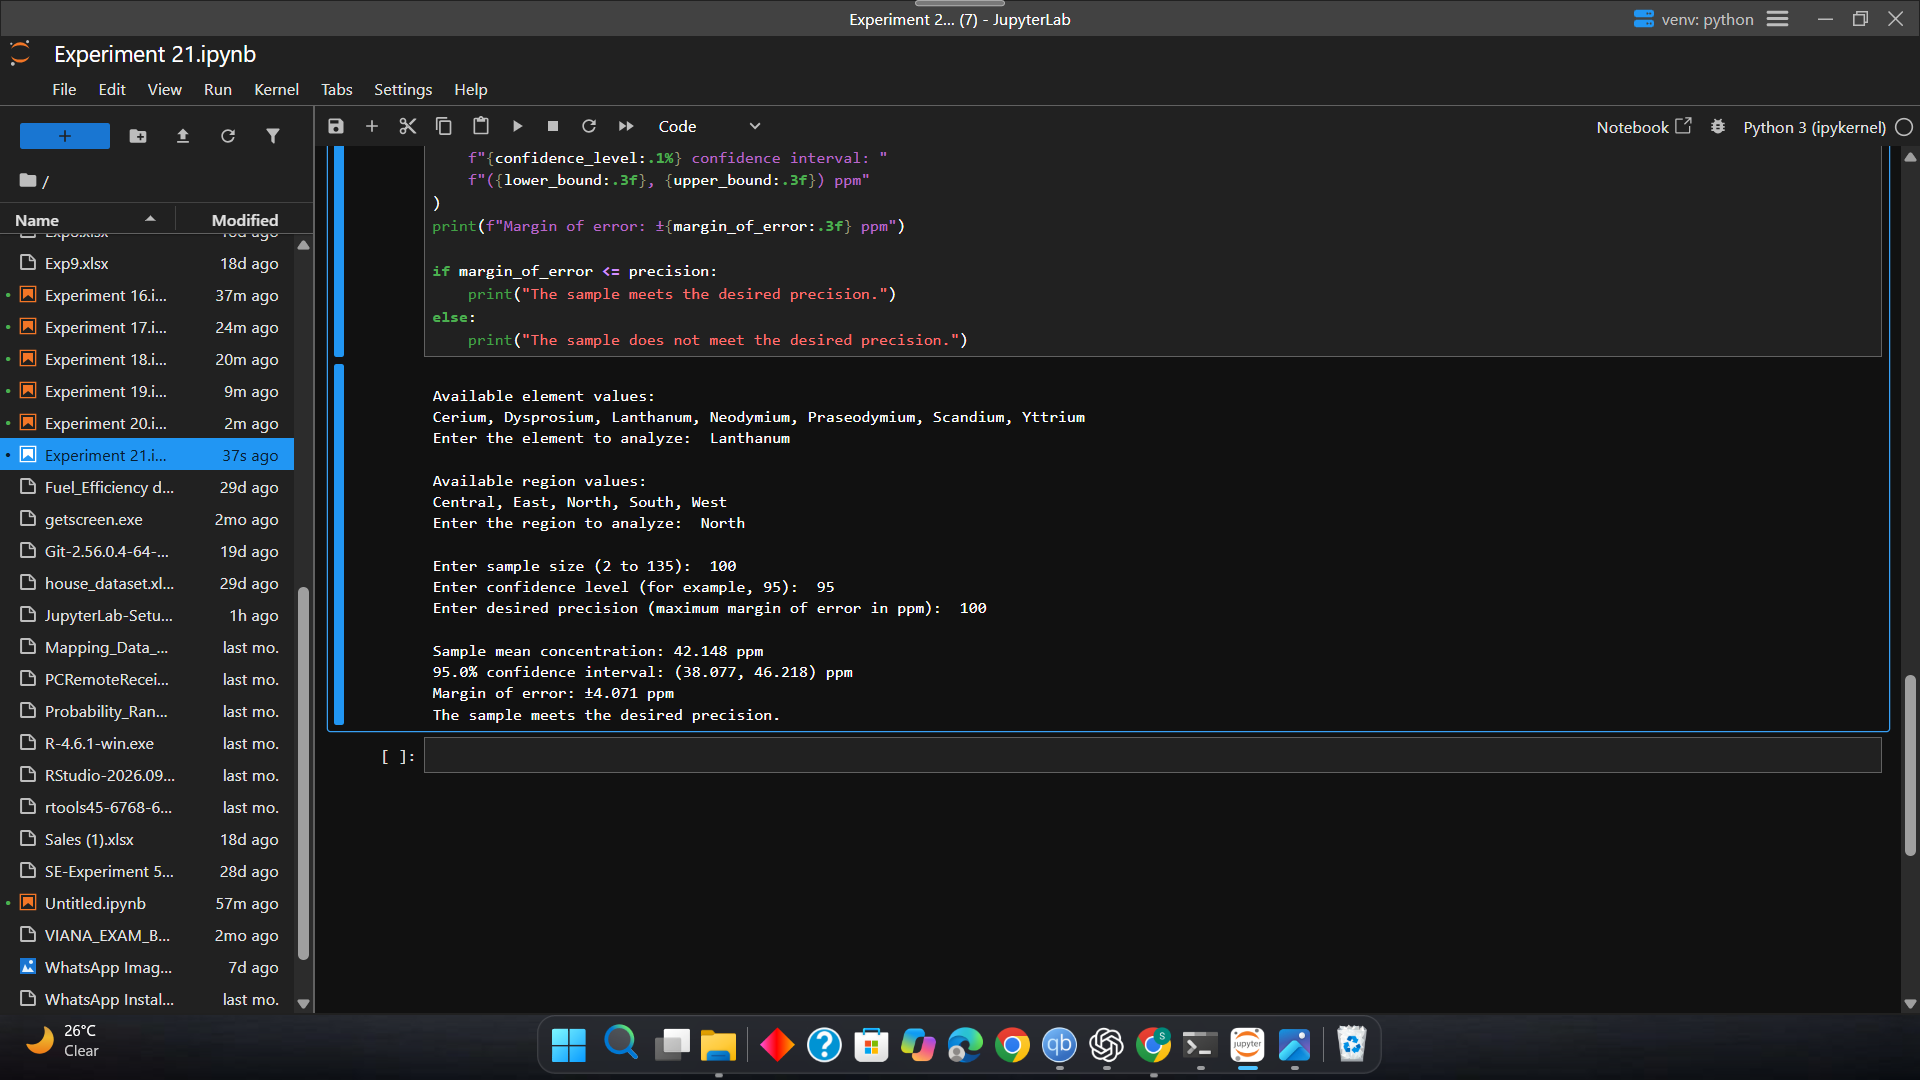 Experiment 2... (7) - JupyterLab
venv: python
Experiment 21.ipynb
File Edit View Run Kernel Tabs Settings Help
+
Code
Notebook
Python 3 (ipykernel)
/
Name Modified
Exp9.xlsx 18d ago
Experiment 16.i... 37m ago
Experiment 17.i... 24m ago
Experiment 18.i... 20m ago
Experiment 19.i... 9m ago
Experiment 20.i... 2m ago
Experiment 21.i... 37s ago
Fuel_Efficiency d... 29d ago
getscreen.exe 2mo ago
Git-2.56.0.4-64-... 19d ago
house_dataset.xl... 29d ago
JupyterLab-Setu... 1h ago
Mapping_Data_... last mo.
PCRemoteRecei... last mo.
Probability_Ran... last mo.
R-4.6.1-win.exe last mo.
RStudio-2026.09... last mo.
rtools45-6768-6... last mo.
Sales (1).xlsx 18d ago
SE-Experiment 5... 28d ago
Untitled.ipynb 57m ago
VIANA_EXAM_B... 2mo ago
WhatsApp Imag... 7d ago
WhatsApp Instal... last mo.
f"{confidence_level:.1%} confidence interval: "
f"({lower_bound:.3f}, {upper_bound:.3f}) ppm"
)
print(f"Margin of error: ±{margin_of_error:.3f} ppm")
if margin_of_error <= precision:
print("The sample meets the desired precision.")
else:
print("The sample does not meet the desired precision.")
Available element values:
Cerium, Dysprosium, Lanthanum, Neodymium, Praseodymium, Scandium, Yttrium
Enter the element to analyze:  Lanthanum
Available region values:
Central, East, North, South, West
Enter the region to analyze:  North
Enter sample size (2 to 135):  100
Enter confidence level (for example, 95):  95
Enter desired precision (maximum margin of error in ppm):  100
Sample mean concentration: 42.148 ppm
95.0% confidence interval: (38.077, 46.218) ppm
Margin of error: ±4.071 ppm
The sample meets the desired precision.
[ ]:
26°C
Clear
qb
S
jupyter